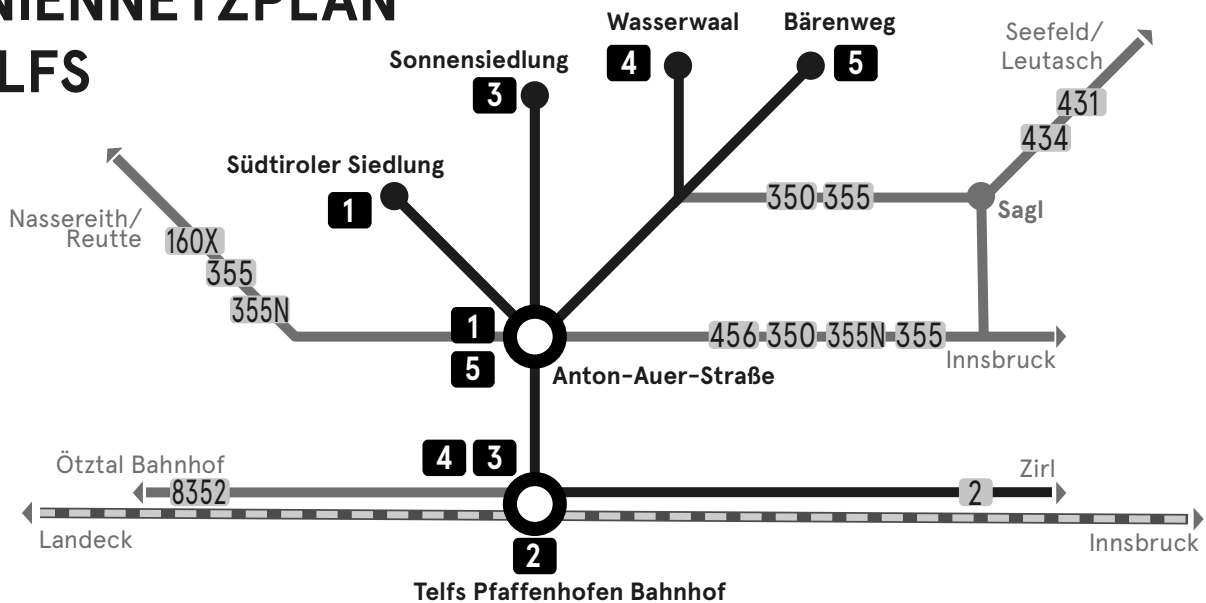 NIENNETZPLAN
LFS
Wasserwaal
Bärenweg
4
5
Seefeld/
Leutasch
Sonnensiedlung
3
431
434
Südtiroler Siedlung
1
350 355
Sagl
Nassereith/
Reutte
160X
355
355N
1
5
456 350 355N 355
Innsbruck
Anton-Auer-Straße
4 3
Ötztal Bahnhof
8352
Zirl
2
Landeck
Innsbruck
2
Telfs Pfaffenhofen Bahnhof